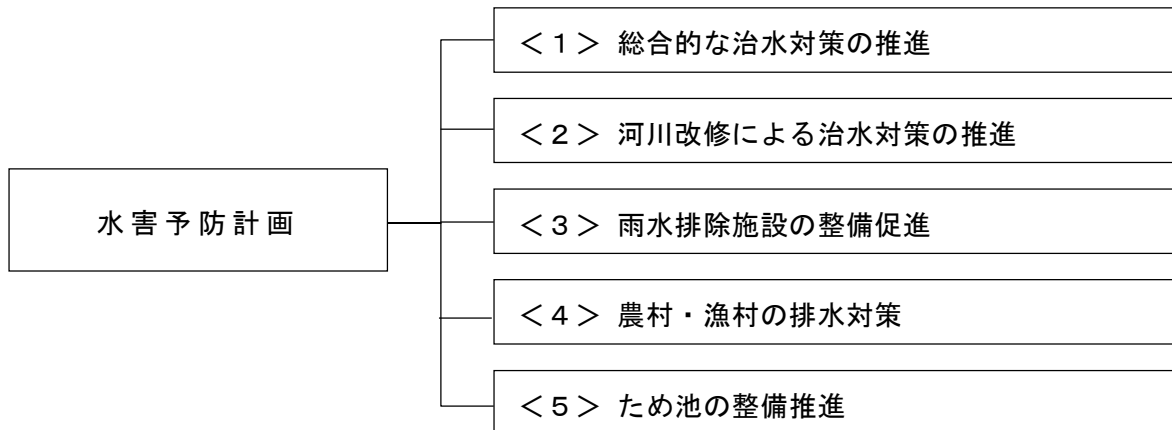 水害予防計画
＜１＞ 総合的な治水対策の推進
＜２＞ 河川改修による治水対策の推進
＜３＞ 雨水排除施設の整備促進
＜４＞ 農村・漁村の排水対策
＜５＞ ため池の整備推進